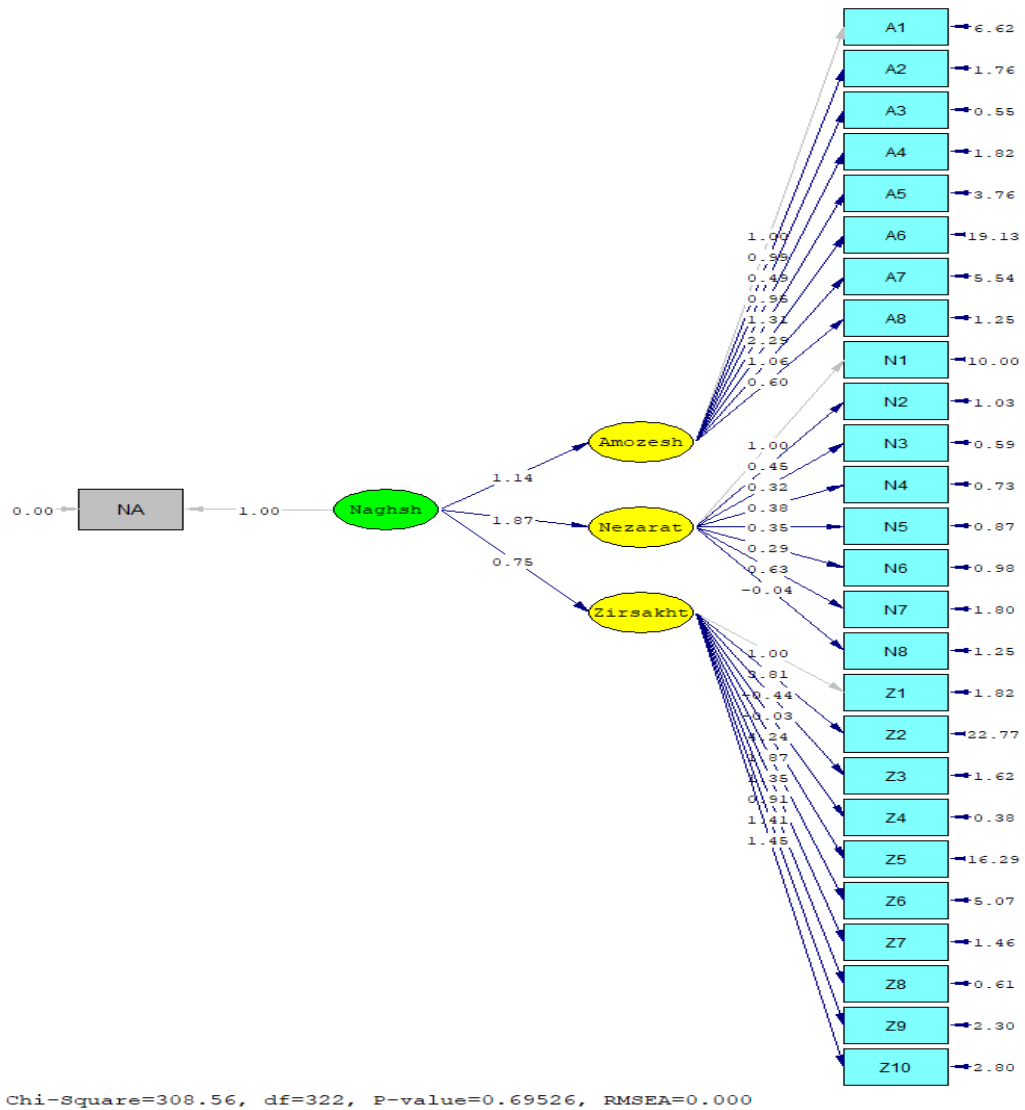 A1 6.62
A2 1.76
A3 0.55
A4 1.82
A5 3.76
A6 19.13
A7 5.54
A8 1.25
N1 10.00
N2 1.03
N3 0.59
N4 0.73
N5 0.87
N6 0.98
N7 1.80
N8 1.25
Z1 1.82
Z2 22.77
Z3 1.62
Z4 0.38
Z5 16.29
Z6 5.07
Z7 1.46
Z8 0.61
Z9 2.30
Z10 2.80
1.00
0.99
0.49
0.96
1.31
2.29
1.06
0.60
Amozesh
1.00
0.45
0.32
0.38
0.35
0.29
0.63
-0.04
1.14
0.00 NA 1.00 Naghsh
1.87 Nezarat
0.75
Zirsakht
1.00
3.81
-0.44
-0.03
4.24
1.87
1.35
0.91
1.41
1.45
Chi-Square=308.56, df=322, P-value=0.69526, RMSEA=0.000